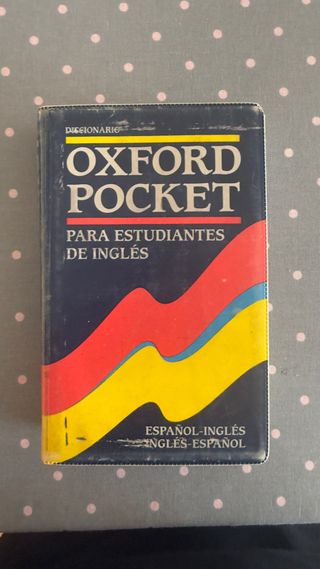 DICCIONARIO
OXFORD
POCKET
PARA ESTUDIANTES
DE INGLÉS
ESPAÑOL-INGLÉS
INGLÉS-ESPAÑOL